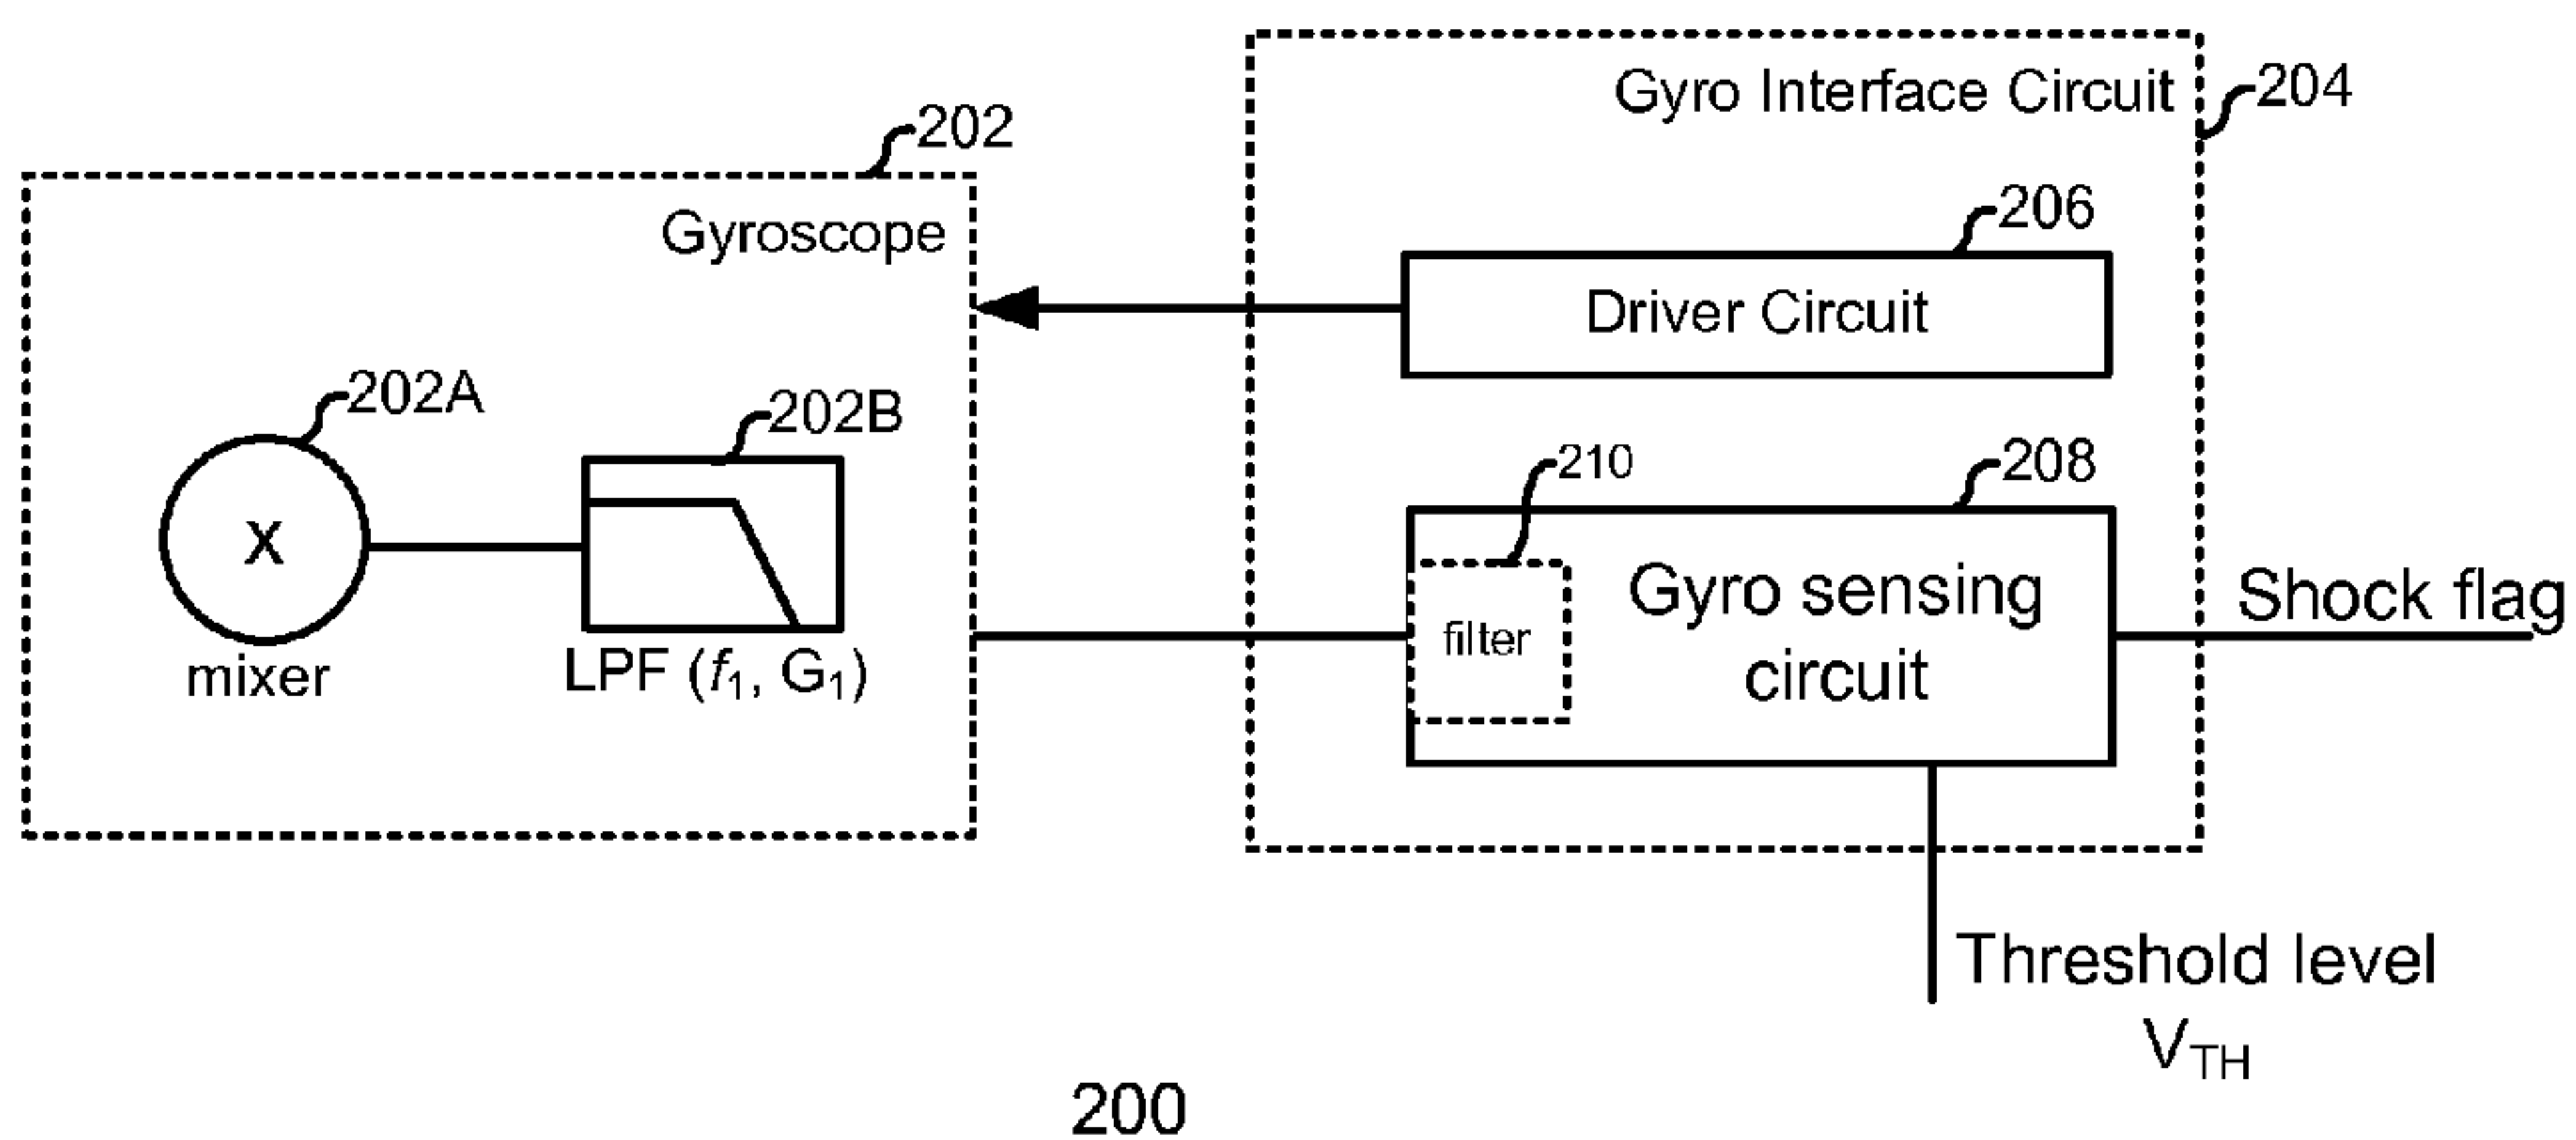 Gyro Interface Circuit
204
202
Gyroscope
206
Driver Circuit
202A
202B
X
mixer
LPF (f1, G1)
210
208
filter
Gyro sensing
circuit
Shock flag
Threshold level
VTH
200